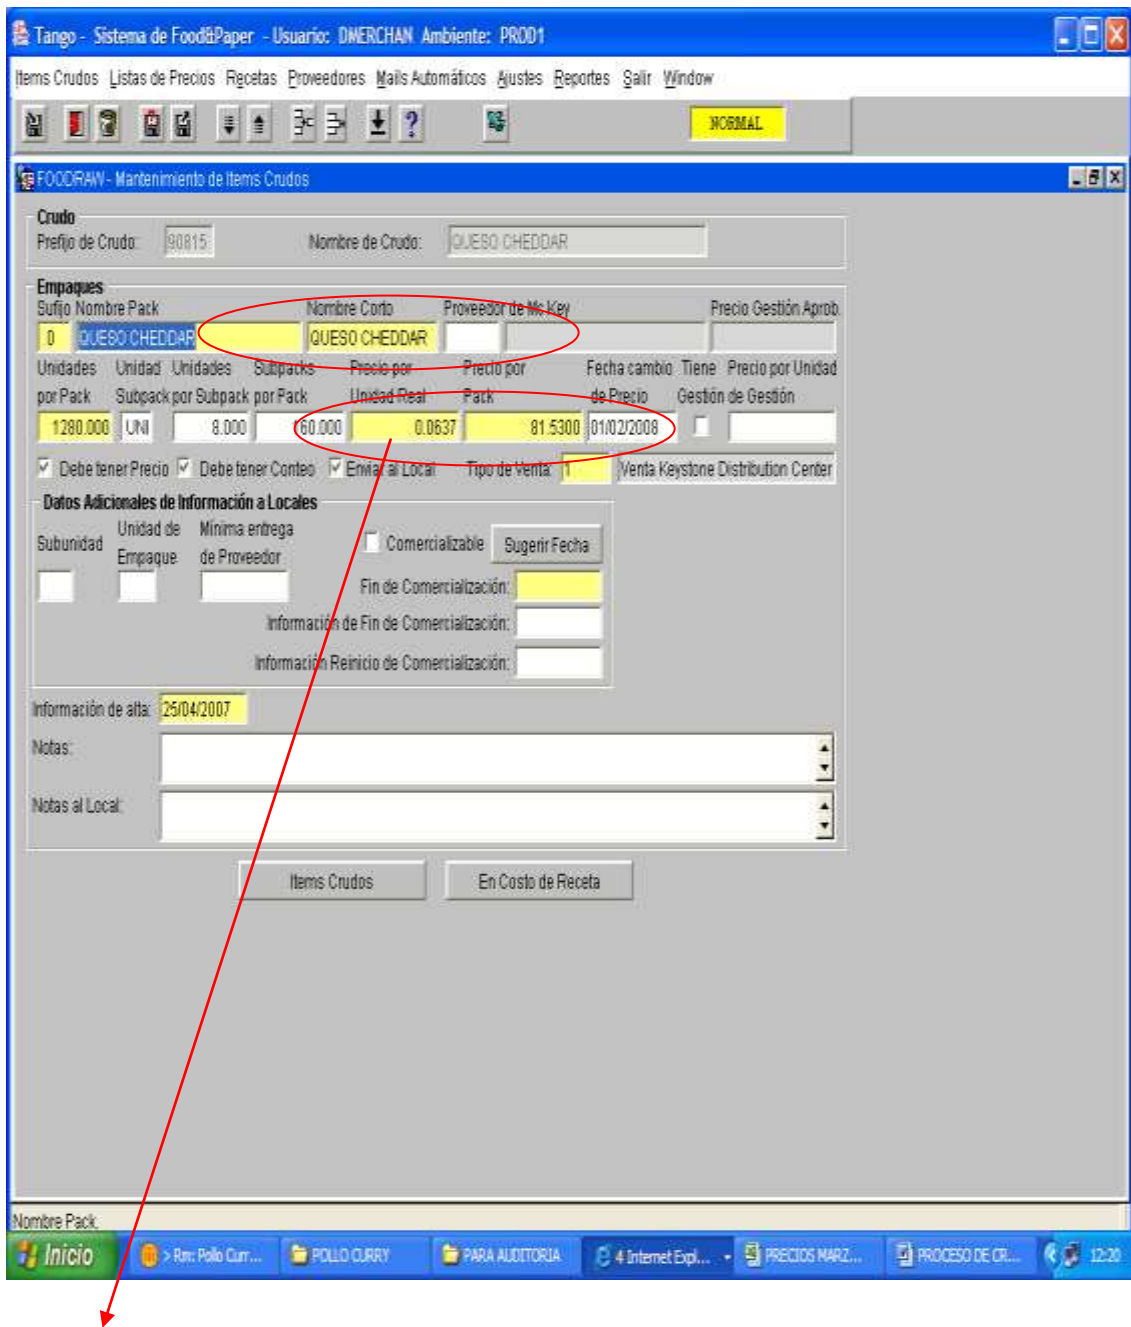 Tango - Sistema de Food&Paper - Usuario: DMERCHAN Ambiente: PROD1
Items Crudos Listas de Precios Recetas Proveedores Mails Automáticos Ajustes Reportes Salir Window
NORMAL
FOODRAW - Mantenimiento de Items Crudos
Crudo
Prefijo de Crudo: 90815 Nombre de Crudo: QUESO CHEDDAR
Empaques
Sufijo Nombre Pack Nombre Corto Proveedor de Mc Key Precio Gestión Aprob.
0 QUESO CHEDDAR QUESO CHEDDAR
Unidades Unidad Unidades Subpacks Precio por Precio por Fecha cambio Tiene Precio por Unidad
por Pack Subpack por Subpack por Pack Unidad Real Pack de Precio Gestión de Gestión
1280.000 UNI 8.000 160.000 0.0637 81.5300 01/02/2008
Debe tener Precio Debe tener Conteo Enviar al Local Tipo de Venta: 1 Venta Keystone Distribution Center
Datos Adicionales de Información a Locales
Subunidad Unidad de Empaque Mínima entrega de Proveedor Comercializable Sugerir Fecha
Fin de Comercialización:
Información de Fin de Comercialización:
Información Reinicio de Comercialización:
Información de alta: 25/04/2007
Notas:
Notas al Local:
Items Crudos En Costo de Receta
Nombre Pack.
Inicio > Rm: Pollo Curr... POLLO CURRY PARA AUDITORIA 4 Internet Expl... PRECIOS MARZ... PROCESO DE CR... 12:20